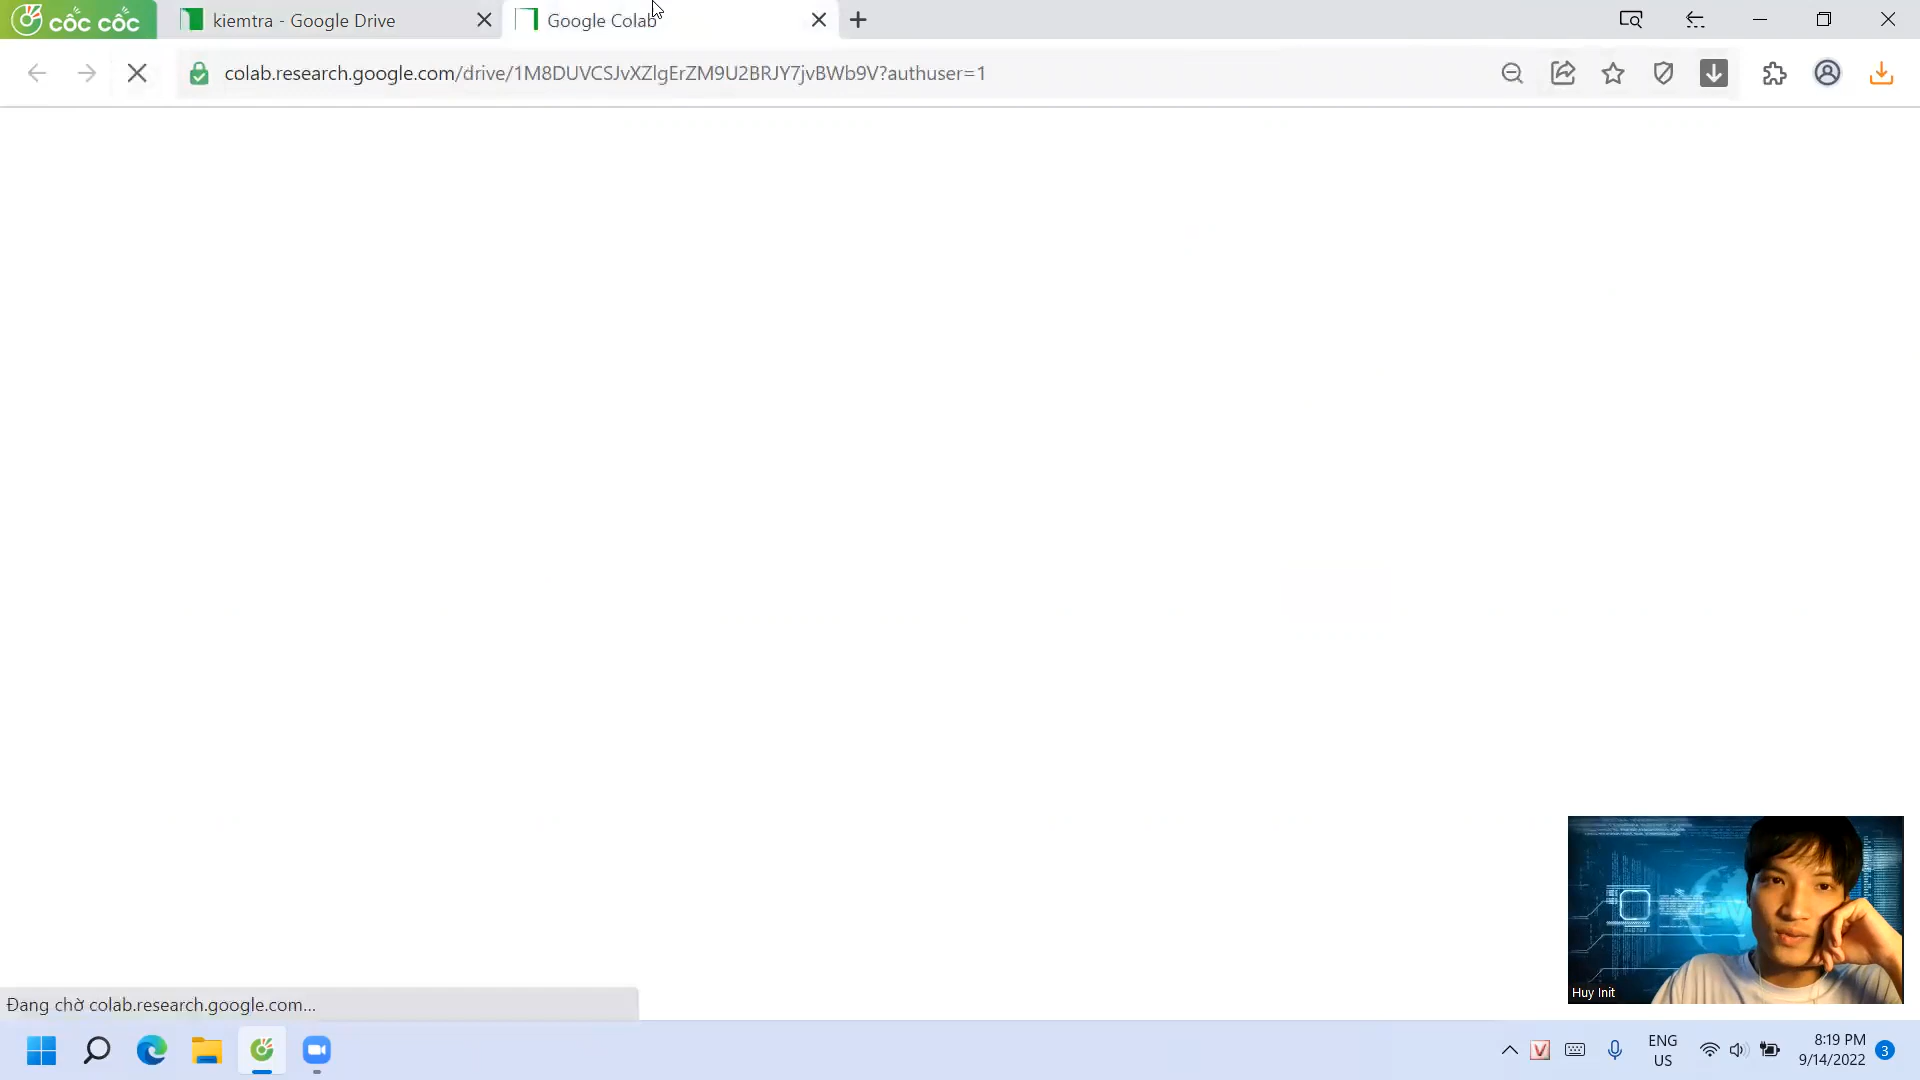 cốc cốc
kiemtra - Google Drive
Google Colab
colab.research.google.com/drive/1M8DUVCSJvXZlgErZM9U2BRJY7jvBWb9V?authuser=1
Huy Init
Đang chờ colab.research.google.com...
ENG
US
8:19 PM
9/14/2022
3
V